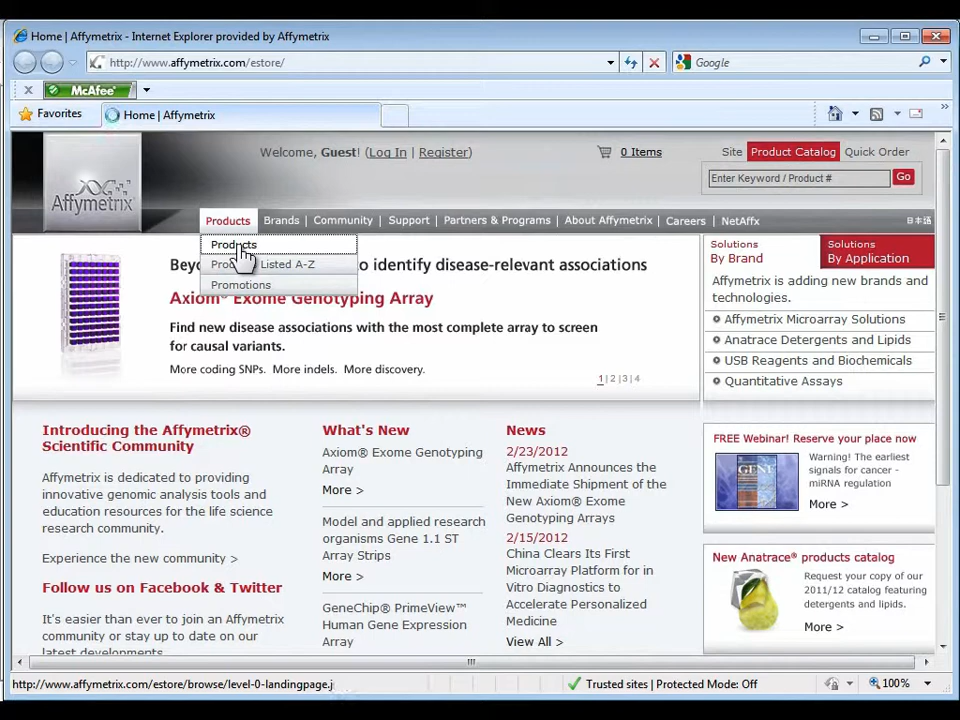 Home | Affymetrix - Internet Explorer provided by Affymetrix
http://www.affymetrix.com/estore/
Google
x McAfee
Favorites
Home | Affymetrix
Welcome, Guest! (Log In | Register)
0 Items
Site Product Catalog Quick Order
Enter Keyword / Product # Go
Affymetrix
Products Brands | Community | Support | Partners & Programs | About Affymetrix | Careers | NetAffx 日本語
Products
Listed A-Z
Promotions
to identify disease-relevant associations
Axiom® Exome Genotyping Array
Find new disease associations with the most complete array to screen
for causal variants.
More coding SNPs. More indels. More discovery.
1 | 2 | 3 | 4
Solutions
By Brand
Solutions
By Application
Affymetrix is adding new brands and
technologies.
Affymetrix Microarray Solutions
Anatrace Detergents and Lipids
USB Reagents and Biochemicals
Quantitative Assays
Introducing the Affymetrix®
Scientific Community
Affymetrix is dedicated to providing
innovative genomic analysis tools and
education resources for the life science
research community.
Experience the new community >
Follow us on Facebook & Twitter
It's easier than ever to join an Affymetrix
community or stay up to date on our
latest developments.
What's New
Axiom® Exome Genotyping
Array
More >
Model and applied research
organisms Gene 1.1 ST
Array Strips
More >
GeneChip® PrimeView™
Human Gene Expression
Array
News
2/23/2012
Affymetrix Announces the
Immediate Shipment of the
New Axiom® Exome
Genotyping Arrays
2/15/2012
China Clears Its First
Microarray Platform for in
Vitro Diagnostics to
Accelerate Personalized
Medicine
View All >
FREE Webinar! Reserve your place now
GENE
Warning! The earliest
signals for cancer -
miRNA regulation
More >
New Anatrace® products catalog
Request your copy of our
2011/12 catalog featuring
detergents and lipids.
More >
http://www.affymetrix.com/estore/browse/level-0-landingpage.j
Trusted sites | Protected Mode: Off
100%